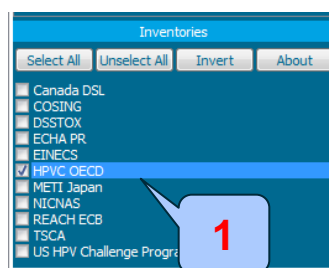 Inventories
Select All Unselect All Invert About
Canada DSL
COSING
DSSTOX
ECHA PR
EINECS
HPVC OECD
METI Japan
NICNAS
REACH ECB
TSCA
US HPV Challenge
1